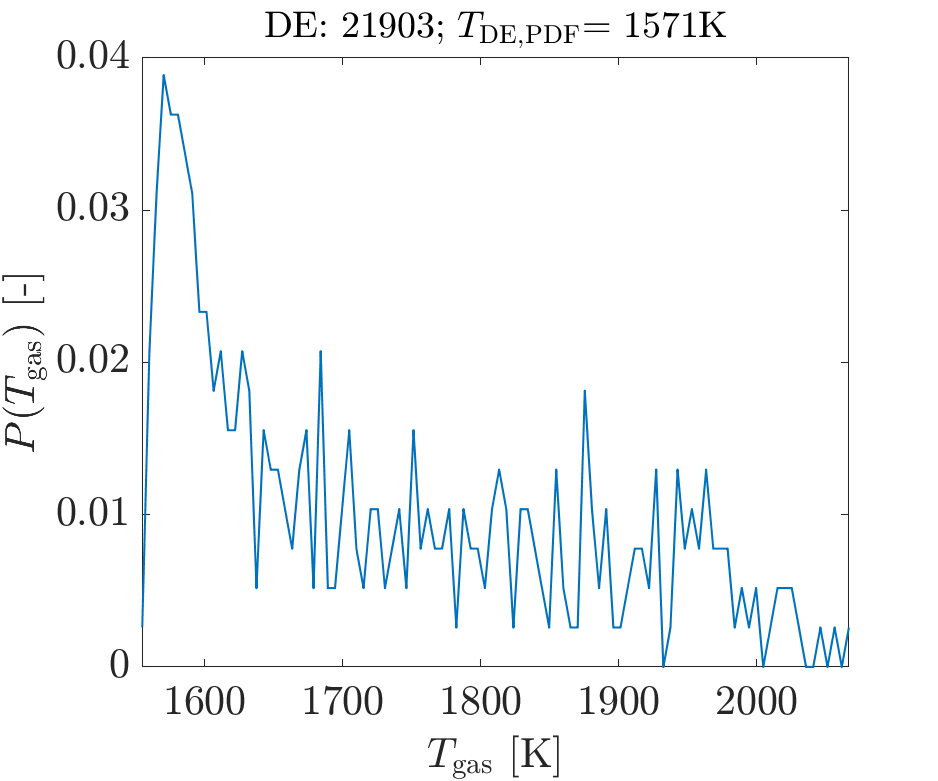 DE: 21903; T_DE,PDF= 1571K
0.04
0.03
0.02
0.01
0
P(T_gas) [-]
1600 1700 1800 1900 2000
T_gas [K]